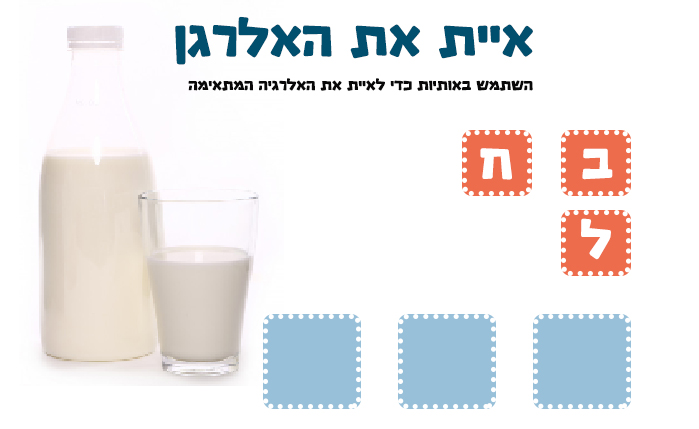 איית את האלרגן
השתמש באותיות כדי לאיית את האלרגיה המתאימה
ב ח
ל